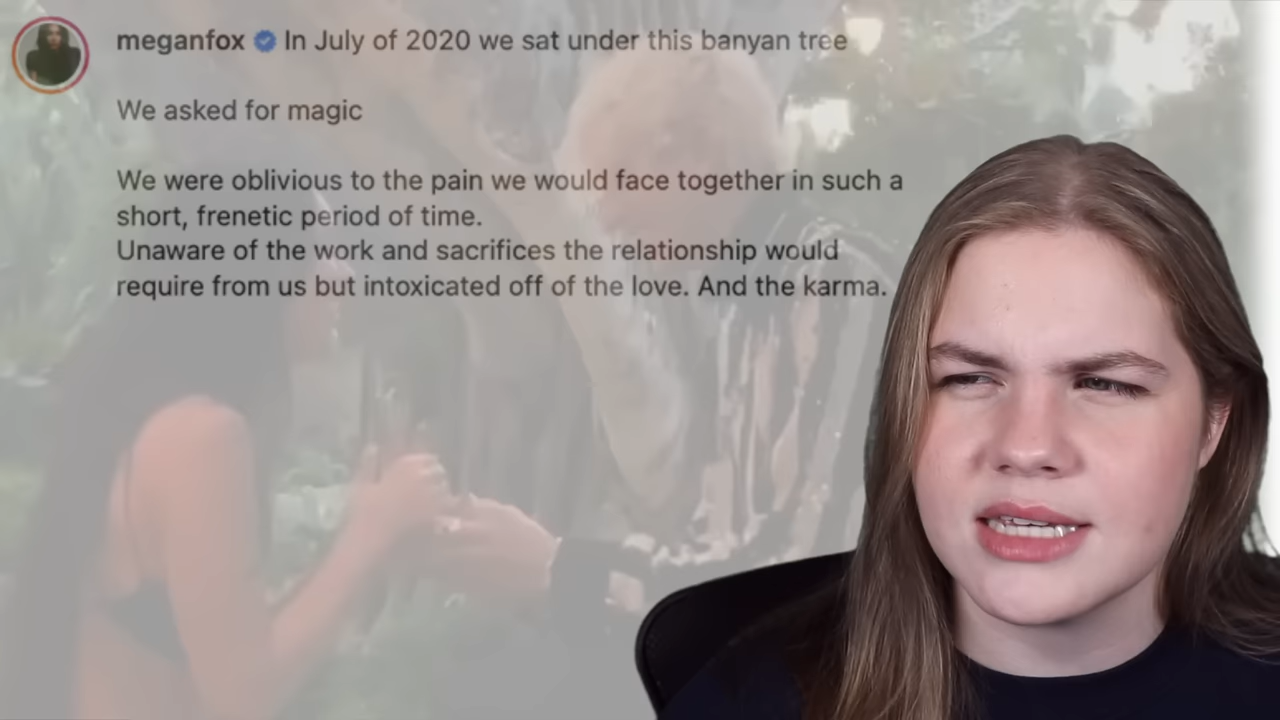 meganfox In July of 2020 we sat under this banyan tree
We asked for magic
We were oblivious to the pain we would face together in such a
short, frenetic period of time.
Unaware of the work and sacrifices the relationship would
require from us but intoxicated off of the love. And the karma.